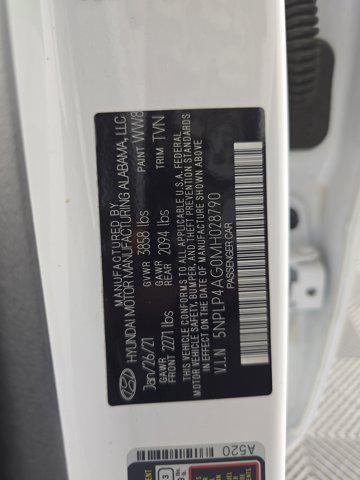 MANUFACTURED BY
HYUNDAI MOTOR MANUFACTURING ALABAMA, LLC
Jan/26/21 GVWR 3858 lbs PAINT WW8
GAWR FRONT 2271 lbs GAWR REAR 2094 lbs TRIM TVN
THIS VEHICLE CONFORMS TO ALL APPLICABLE U.S.A. FEDERAL
MOTOR VEHICLE SAFETY, BUMPER, AND THEFT PREVENTION STANDARDS
IN EFFECT ON THE DATE OF MANUFACTURE SHOWN ABOVE
V.I.N 5NPLP4AG0MH028790
PASSENGER CAR
A520